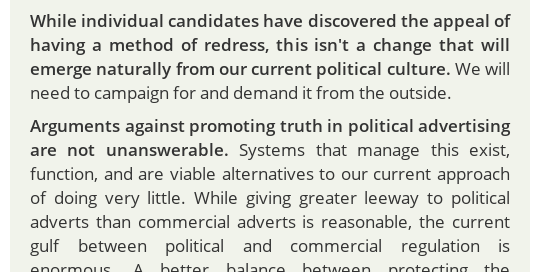 While individual candidates have discovered the appeal of
having a method of redress, this isn't a change that will
emerge naturally from our current political culture. We will
need to campaign for and demand it from the outside.
Arguments against promoting truth in political advertising
are not unanswerable. Systems that manage this exist,
function, and are viable alternatives to our current approach
of doing very little. While giving greater leeway to political
adverts than commercial adverts is reasonable, the current
gulf between political and commercial regulation is
enormous. A better balance between protecting the